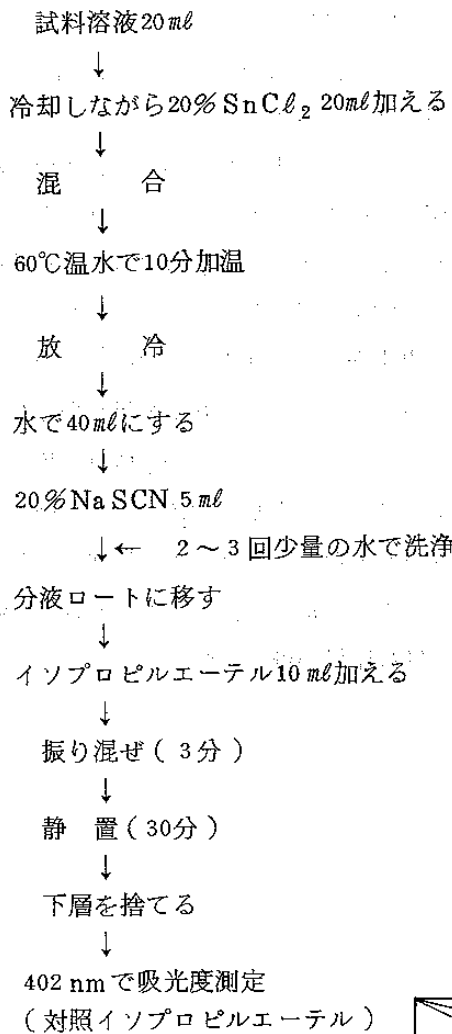 試料溶液20㎖
↓
冷却しながら20% SnCℓ₂ 20㎖加える
↓
混　合
↓
60℃温水で10分加温
↓
放　冷
↓
水で40㎖にする
↓
20%NaSCN 5㎖
↓← 2〜3回少量の水で洗浄
分液ロートに移す
↓
イソプロピルエーテル10㎖加える
↓
振り混ぜ（3分）
↓
静　置（30分）
↓
下層を捨てる
↓
402 nmで吸光度測定
（対照イソプロピルエーテル）